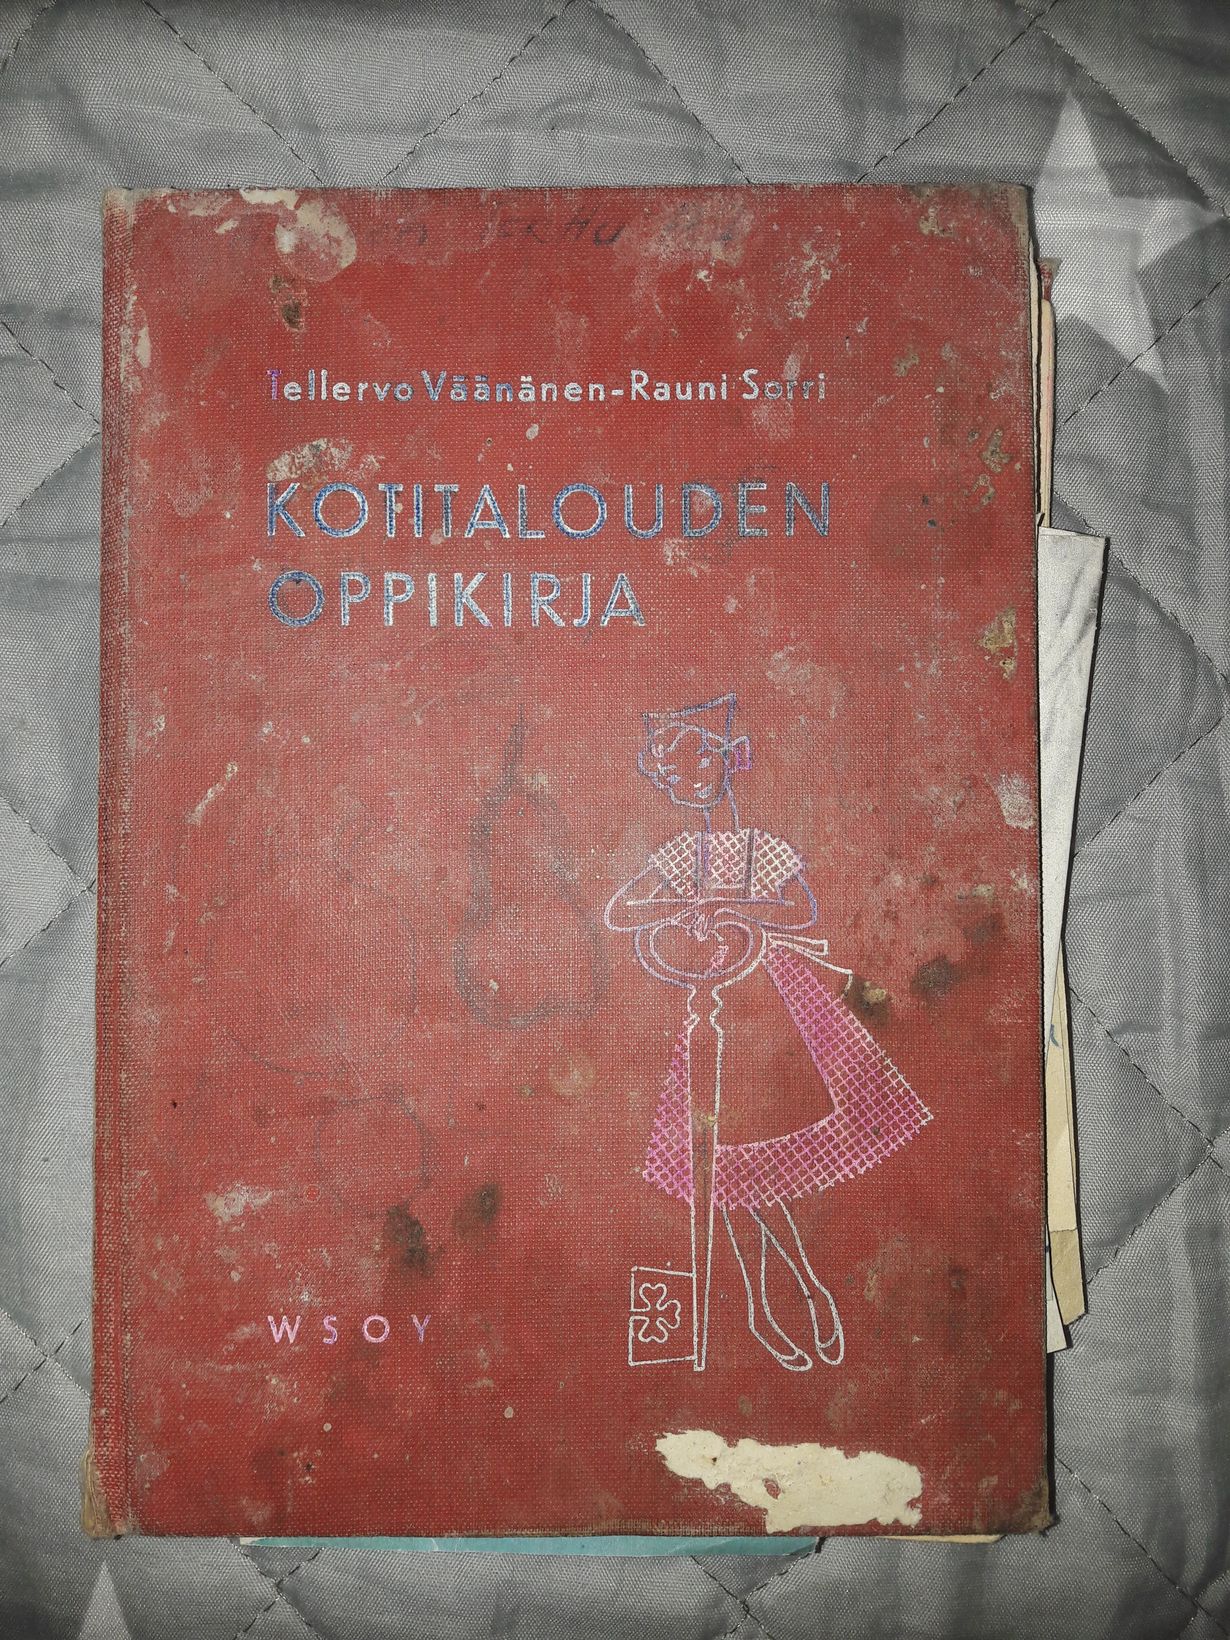 Tellervo Väänänen-Rauni Sorri
KOTITALOUDEN
OPPIKIRJA
WSOY